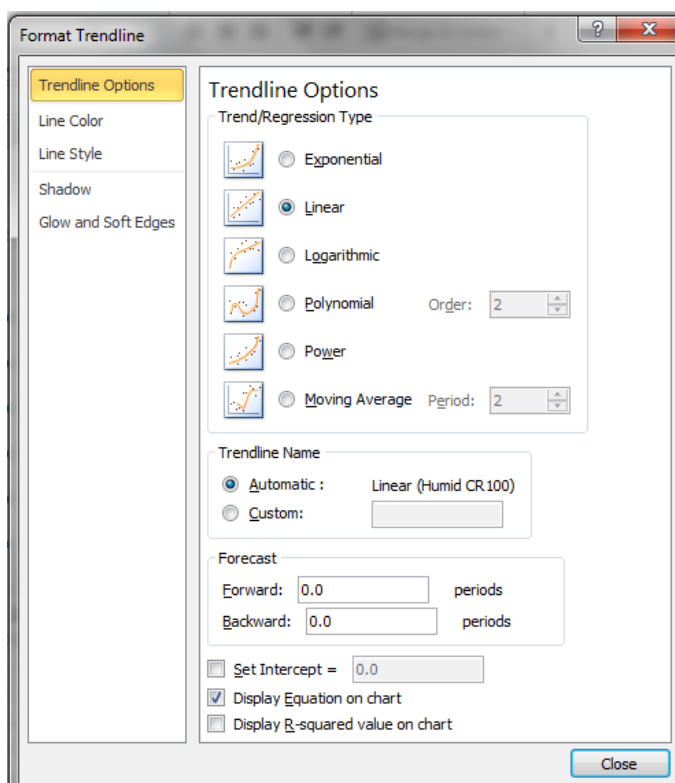 Format Trendline
Trendline Options
Line Color
Line Style
Shadow
Glow and Soft Edges
Trendline Options
Trend/Regression Type
Exponential
Linear
Logarithmic
Polynomial Order: 2
Power
Moving Average Period: 2
Trendline Name
Automatic : Linear (Humid CR100)
Custom:
Forecast
Forward: 0.0 periods
Backward: 0.0 periods
Set Intercept = 0.0
Display Equation on chart
Display R-squared value on chart
Close